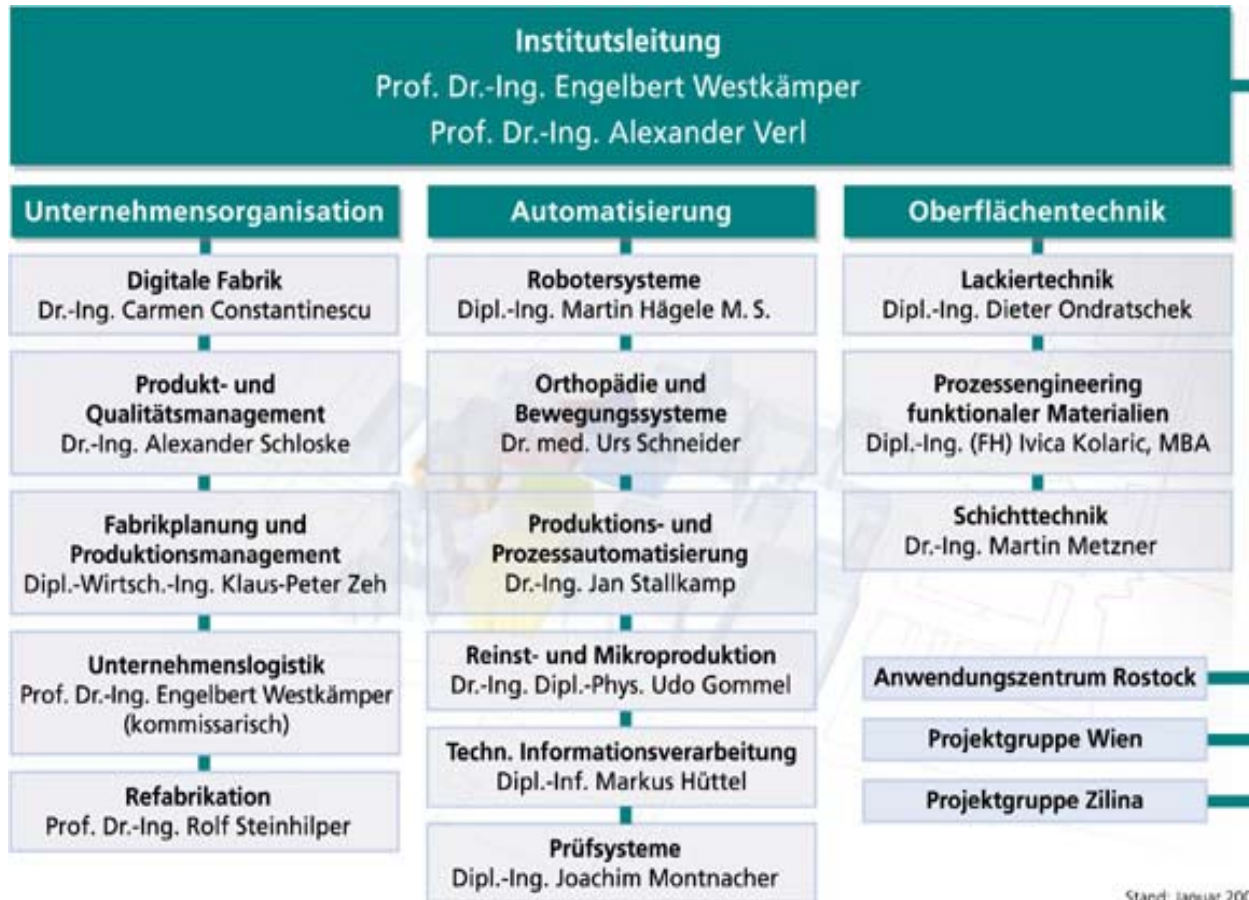 Institutsleitung
Prof. Dr.-Ing. Engelbert Westkämper
Prof. Dr.-Ing. Alexander Verl
Unternehmensorganisation
Digitale Fabrik
Dr.-Ing. Carmen Constantinescu
Produkt- und
Qualitätsmanagement
Dr.-Ing. Alexander Schloske
Fabrikplanung und
Produktionsmanagement
Dipl.-Wirtsch.-Ing. Klaus-Peter Zeh
Unternehmenslogistik
Prof. Dr.-Ing. Engelbert Westkämper
(kommissarisch)
Refabrikation
Prof. Dr.-Ing. Rolf Steinhilper
Automatisierung
Robotersysteme
Dipl.-Ing. Martin Hägele M. S.
Orthopädie und
Bewegungssysteme
Dr. med. Urs Schneider
Produktions- und
Prozessautomatisierung
Dr.-Ing. Jan Stallkamp
Reinst- und Mikroproduktion
Dr.-Ing. Dipl.-Phys. Udo Gommel
Techn. Informationsverarbeitung
Dipl.-Inf. Markus Hüttel
Prüfsysteme
Dipl.-Ing. Joachim Montnacher
Oberflächentechnik
Lackiertechnik
Dipl.-Ing. Dieter Ondratschek
Prozessengineering
funktionaler Materialien
Dipl.-Ing. (FH) Ivica Kolaric, MBA
Schichttechnik
Dr.-Ing. Martin Metzner
Anwendungszentrum Rostock
Projektgruppe Wien
Projektgruppe Zilina
Stand: Januar